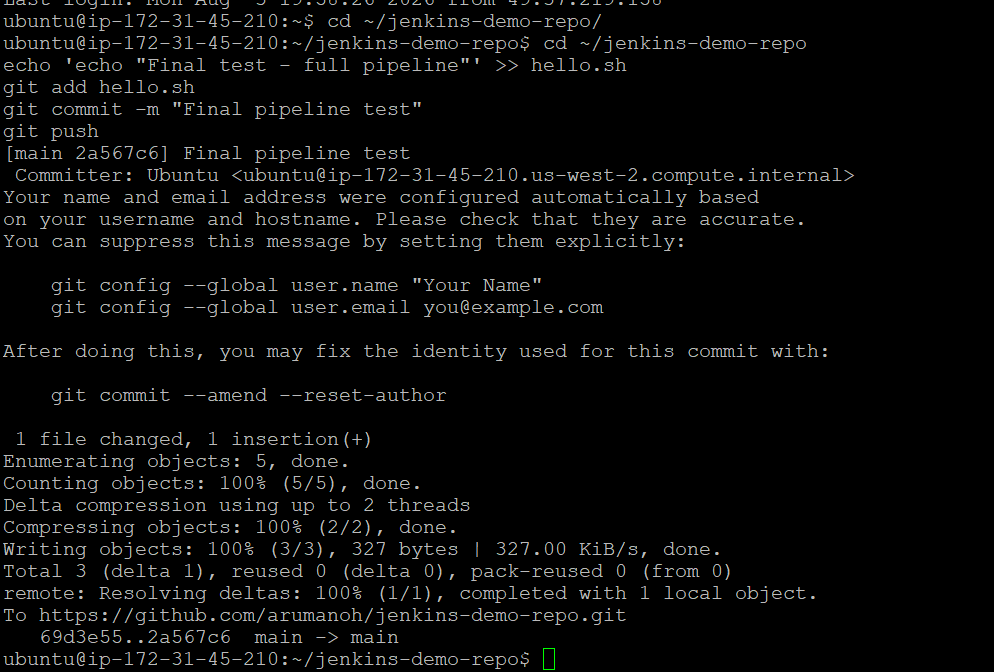 Last login: Mon Aug  3 19:58:26 2026 from 49.37.219.158
ubuntu@ip-172-31-45-210:~$ cd ~/jenkins-demo-repo/
ubuntu@ip-172-31-45-210:~/jenkins-demo-repo$ cd ~/jenkins-demo-repo
echo 'echo "Final test - full pipeline"' >> hello.sh
git add hello.sh
git commit -m "Final pipeline test"
git push
[main 2a567c6] Final pipeline test
 Committer: Ubuntu <ubuntu@ip-172-31-45-210.us-west-2.compute.internal>
Your name and email address were configured automatically based
on your username and hostname. Please check that they are accurate.
You can suppress this message by setting them explicitly:

    git config --global user.name "Your Name"
    git config --global user.email you@example.com

After doing this, you may fix the identity used for this commit with:

    git commit --amend --reset-author

 1 file changed, 1 insertion(+)
Enumerating objects: 5, done.
Counting objects: 100% (5/5), done.
Delta compression using up to 2 threads
Compressing objects: 100% (2/2), done.
Writing objects: 100% (3/3), 327 bytes | 327.00 KiB/s, done.
Total 3 (delta 1), reused 0 (delta 0), pack-reused 0 (from 0)
remote: Resolving deltas: 100% (1/1), completed with 1 local object.
To https://github.com/arumanoh/jenkins-demo-repo.git
   69d3e55..2a567c6  main -> main
ubuntu@ip-172-31-45-210:~/jenkins-demo-repo$